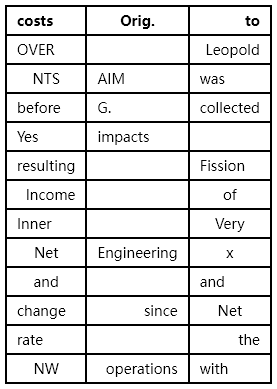 costs Orig. to
OVER Leopold
NTS AIM was
before G. collected
Yes impacts
resulting Fission
Income of
Inner Very
Net Engineering x
and and
change since Net
rate the
NW operations with